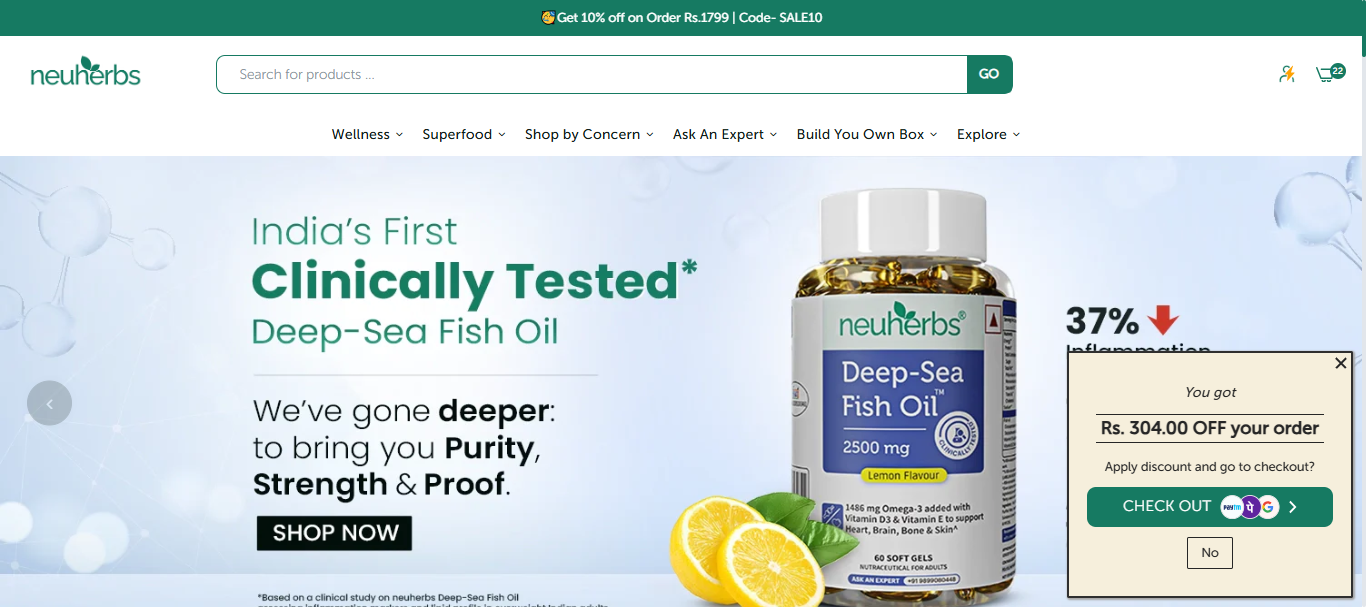 Get 10% off on Order Rs.1799 | Code- SALE10
neuherbs
Search for products ...
GO
22
Wellness
Superfood
Shop by Concern
Ask An Expert
Build You Own Box
Explore
India's First
Clinically Tested*
Deep-Sea Fish Oil
We've gone deeper:
to bring you Purity,
Strength & Proof.
SHOP NOW
*Based on a clinical study on neuherbs Deep-Sea Fish Oil
neuherbs®
Deep-Sea
Fish Oil™
2500 mg
CLINICALLY TESTED
Lemon Flavour
1486 mg Omega-3 added with
Vitamin D3 & Vitamin E to support
Heart, Brain, Bone & Skin^
60 SOFT GELS
NUTRACEUTICAL FOR ADULTS
ASK AN EXPERT
37%
Inflammation
You got
Rs. 304.00 OFF your order
Apply discount and go to checkout?
CHECK OUT
paytm
पे
G
No